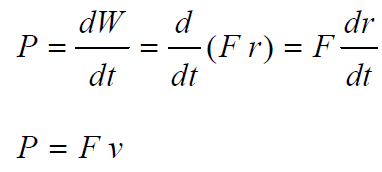 P = dW/dt = d/dt (F r) = F dr/dt
P = F v